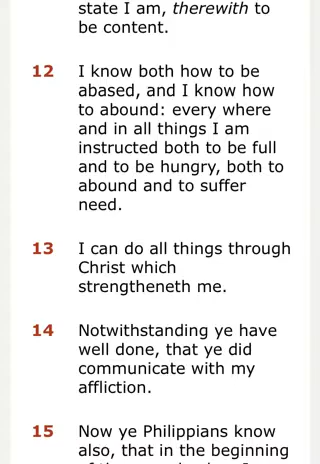 state I am, therewith to
be content.
12 I know both how to be
abased, and I know how
to abound: every where
and in all things I am
instructed both to be full
and to be hungry, both to
abound and to suffer
need.
13 I can do all things through
Christ which
strengtheneth me.
14 Notwithstanding ye have
well done, that ye did
communicate with my
affliction.
15 Now ye Philippians know
also, that in the beginning